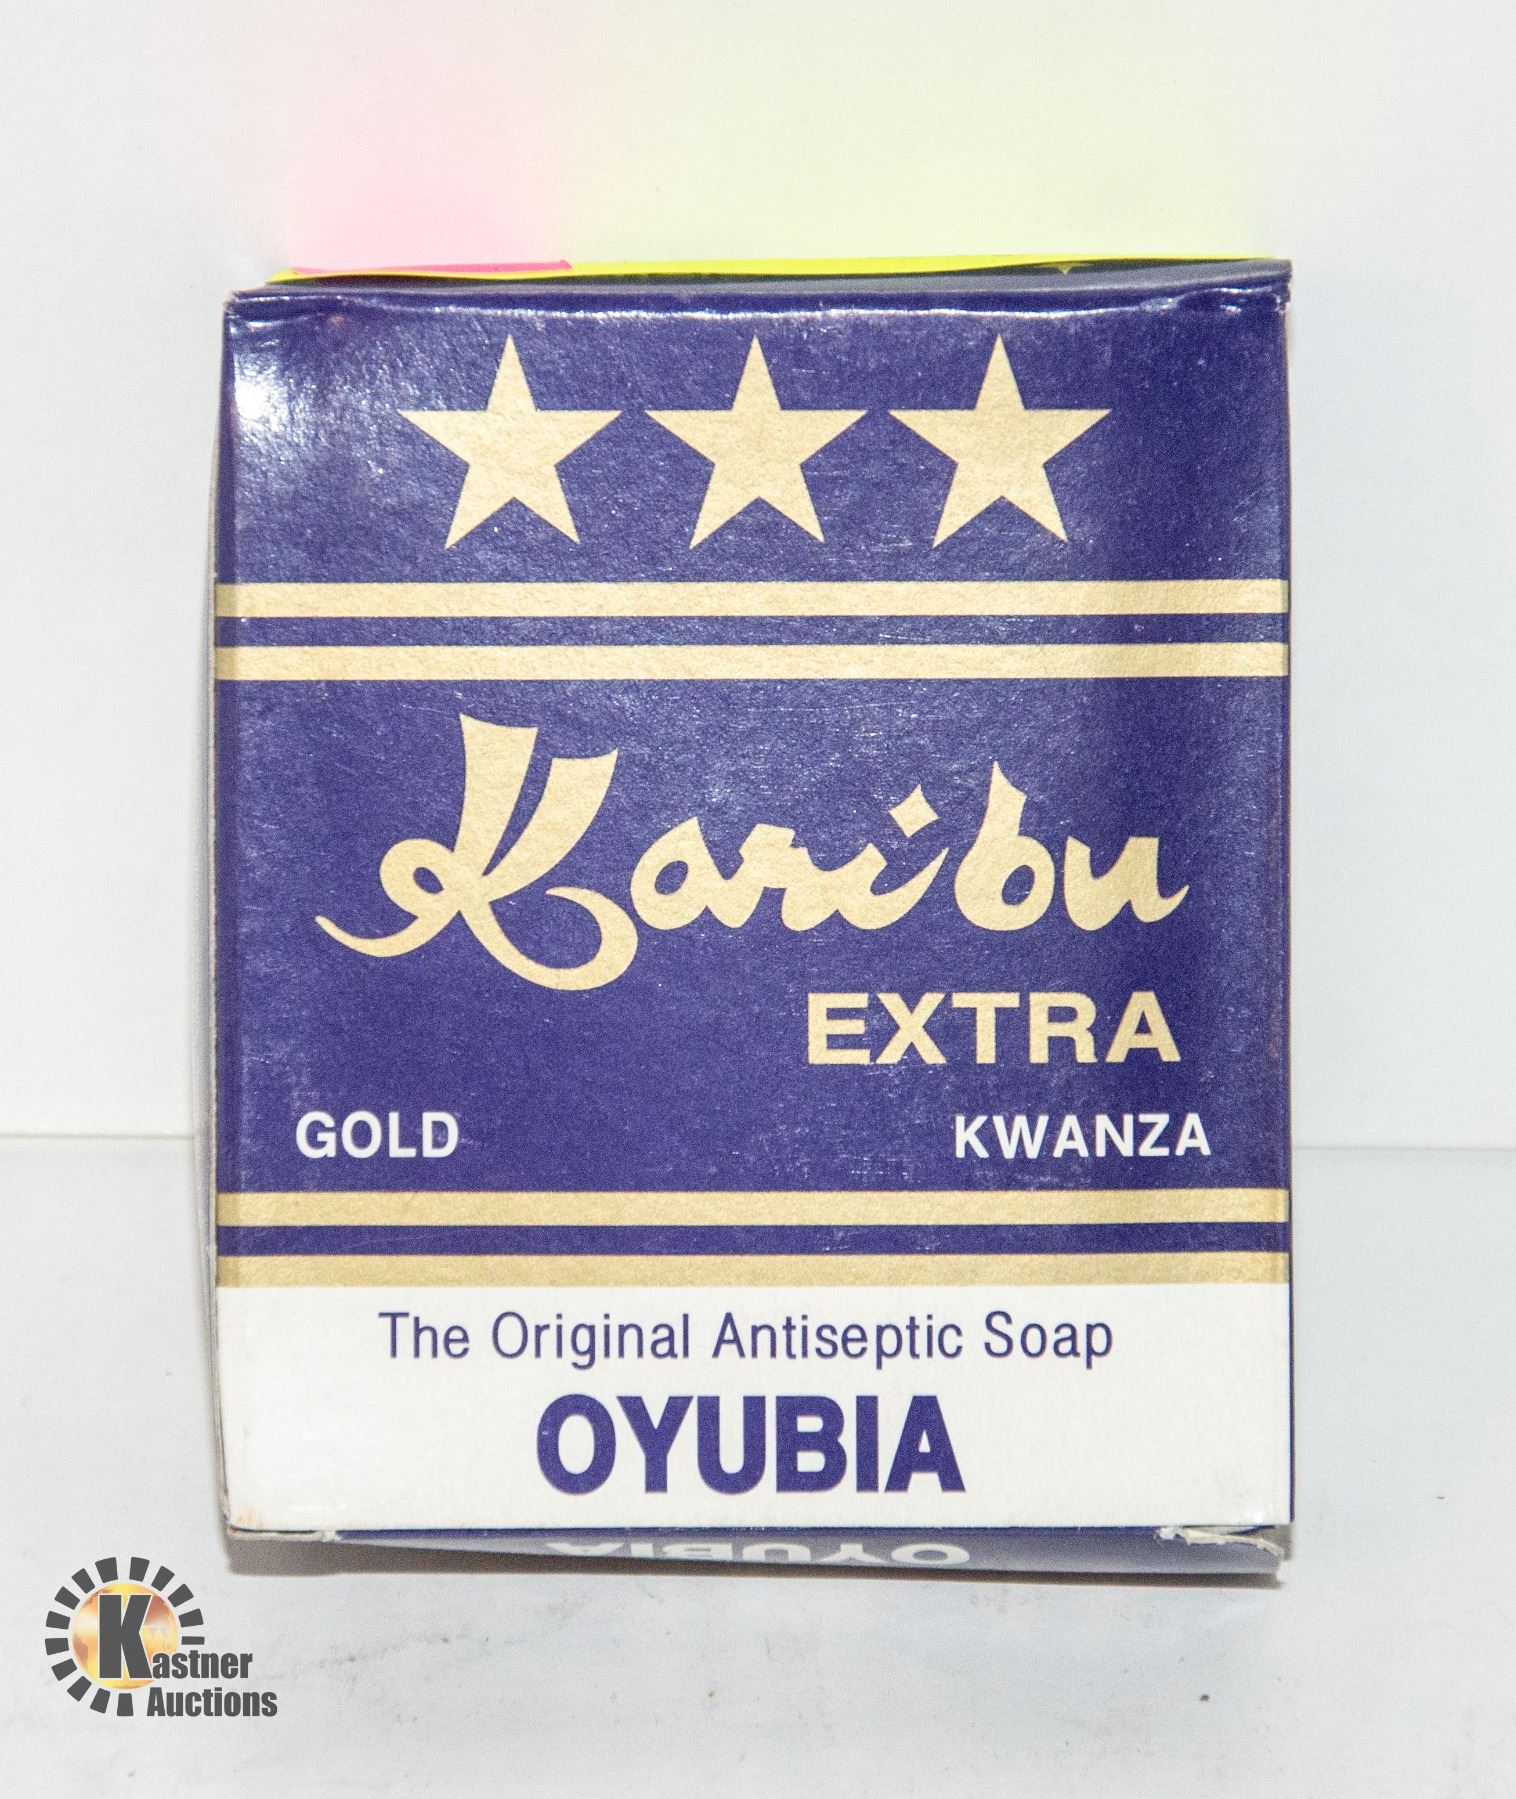 Karibu
EXTRA
GOLD KWANZA
The Original Antiseptic Soap
OYUBIA
OYUBIA
Kastner
Auctions